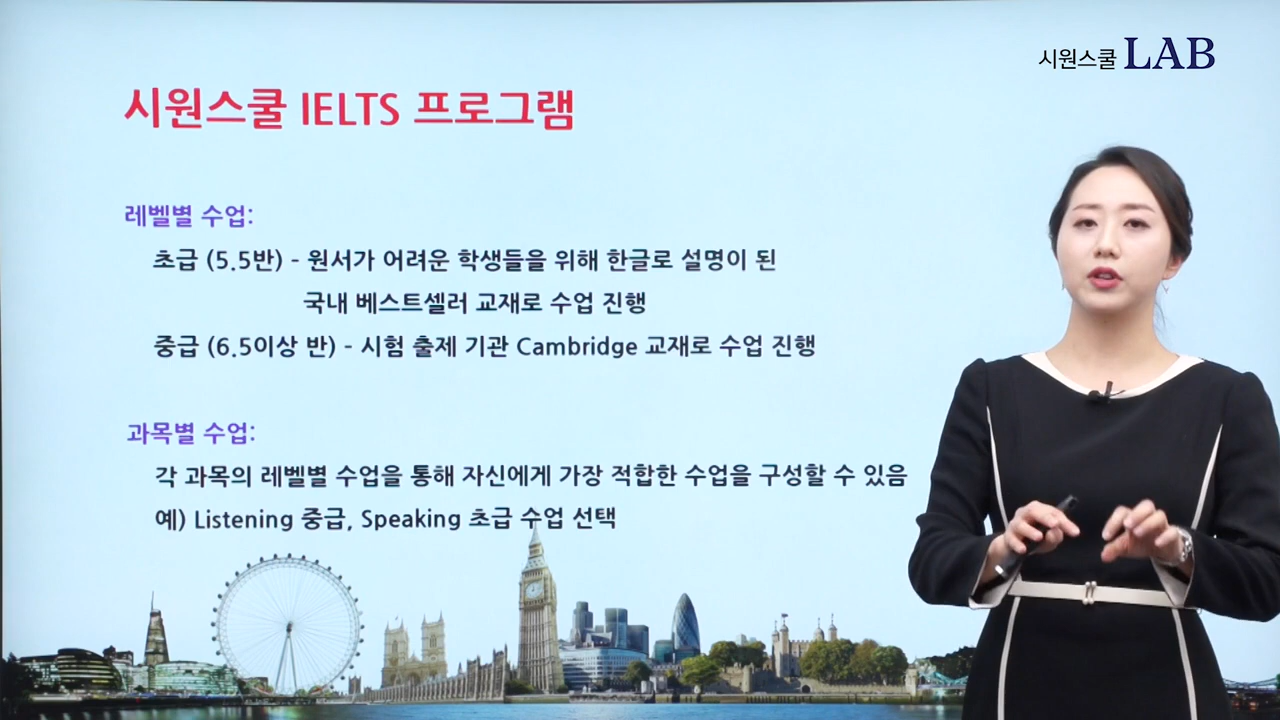 시원스쿨 LAB
시원스쿨 IELTS 프로그램
레벨별 수업:
초급 (5.5반) - 원서가 어려운 학생들을 위해 한글로 설명이 된
국내 베스트셀러 교재로 수업 진행
중급 (6.5이상 반) - 시험 출제 기관 Cambridge 교재로 수업 진행
과목별 수업:
각 과목의 레벨별 수업을 통해 자신에게 가장 적합한 수업을 구성할 수 있음
예) Listening 중급, Speaking 초급 수업 선택